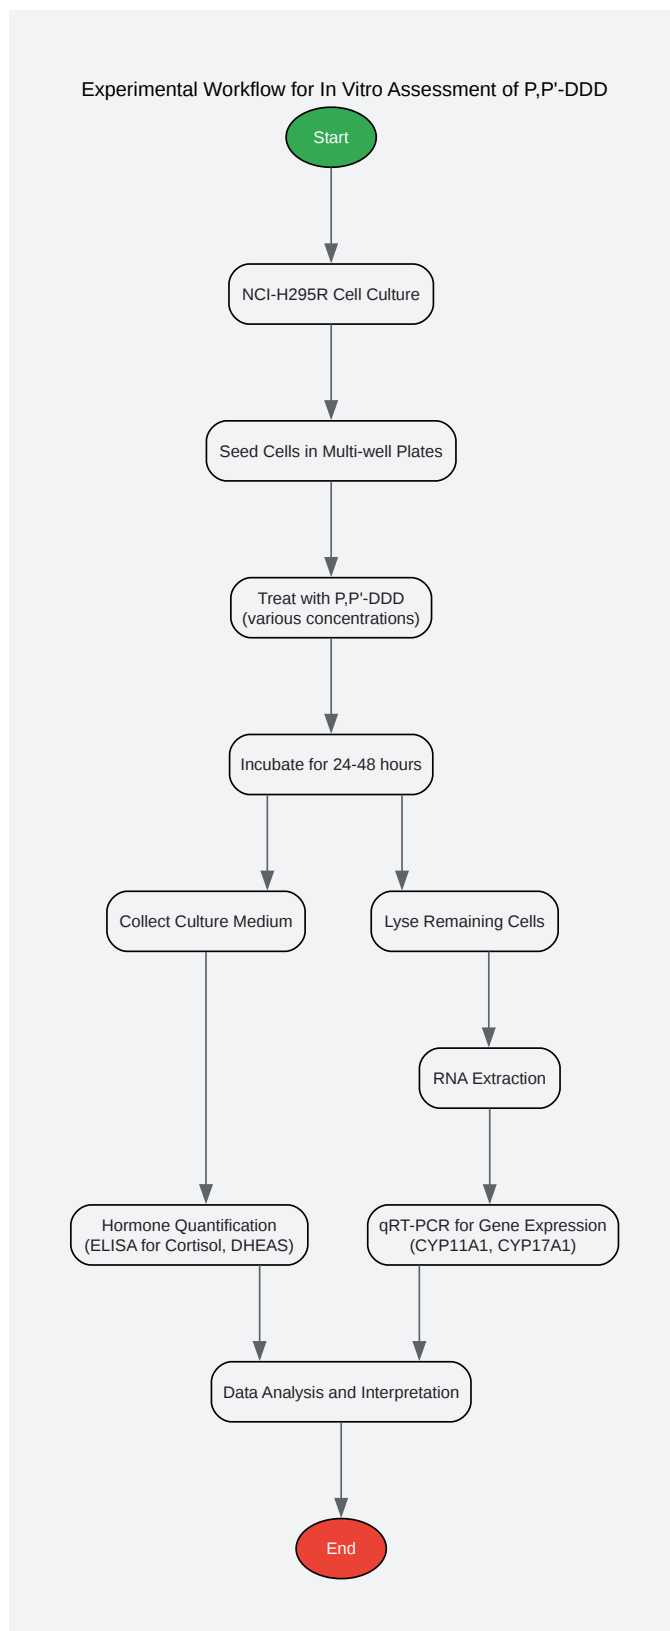 Experimental Workflow for In Vitro Assessment of P,P'-DDD
Start
NCI-H295R Cell Culture
Seed Cells in Multi-well Plates
Treat with P,P'-DDD
(various concentrations)
Incubate for 24-48 hours
Collect Culture Medium
Lyse Remaining Cells
RNA Extraction
Hormone Quantification
(ELISA for Cortisol, DHEAS)
qRT-PCR for Gene Expression
(CYP11A1, CYP17A1)
Data Analysis and Interpretation
End